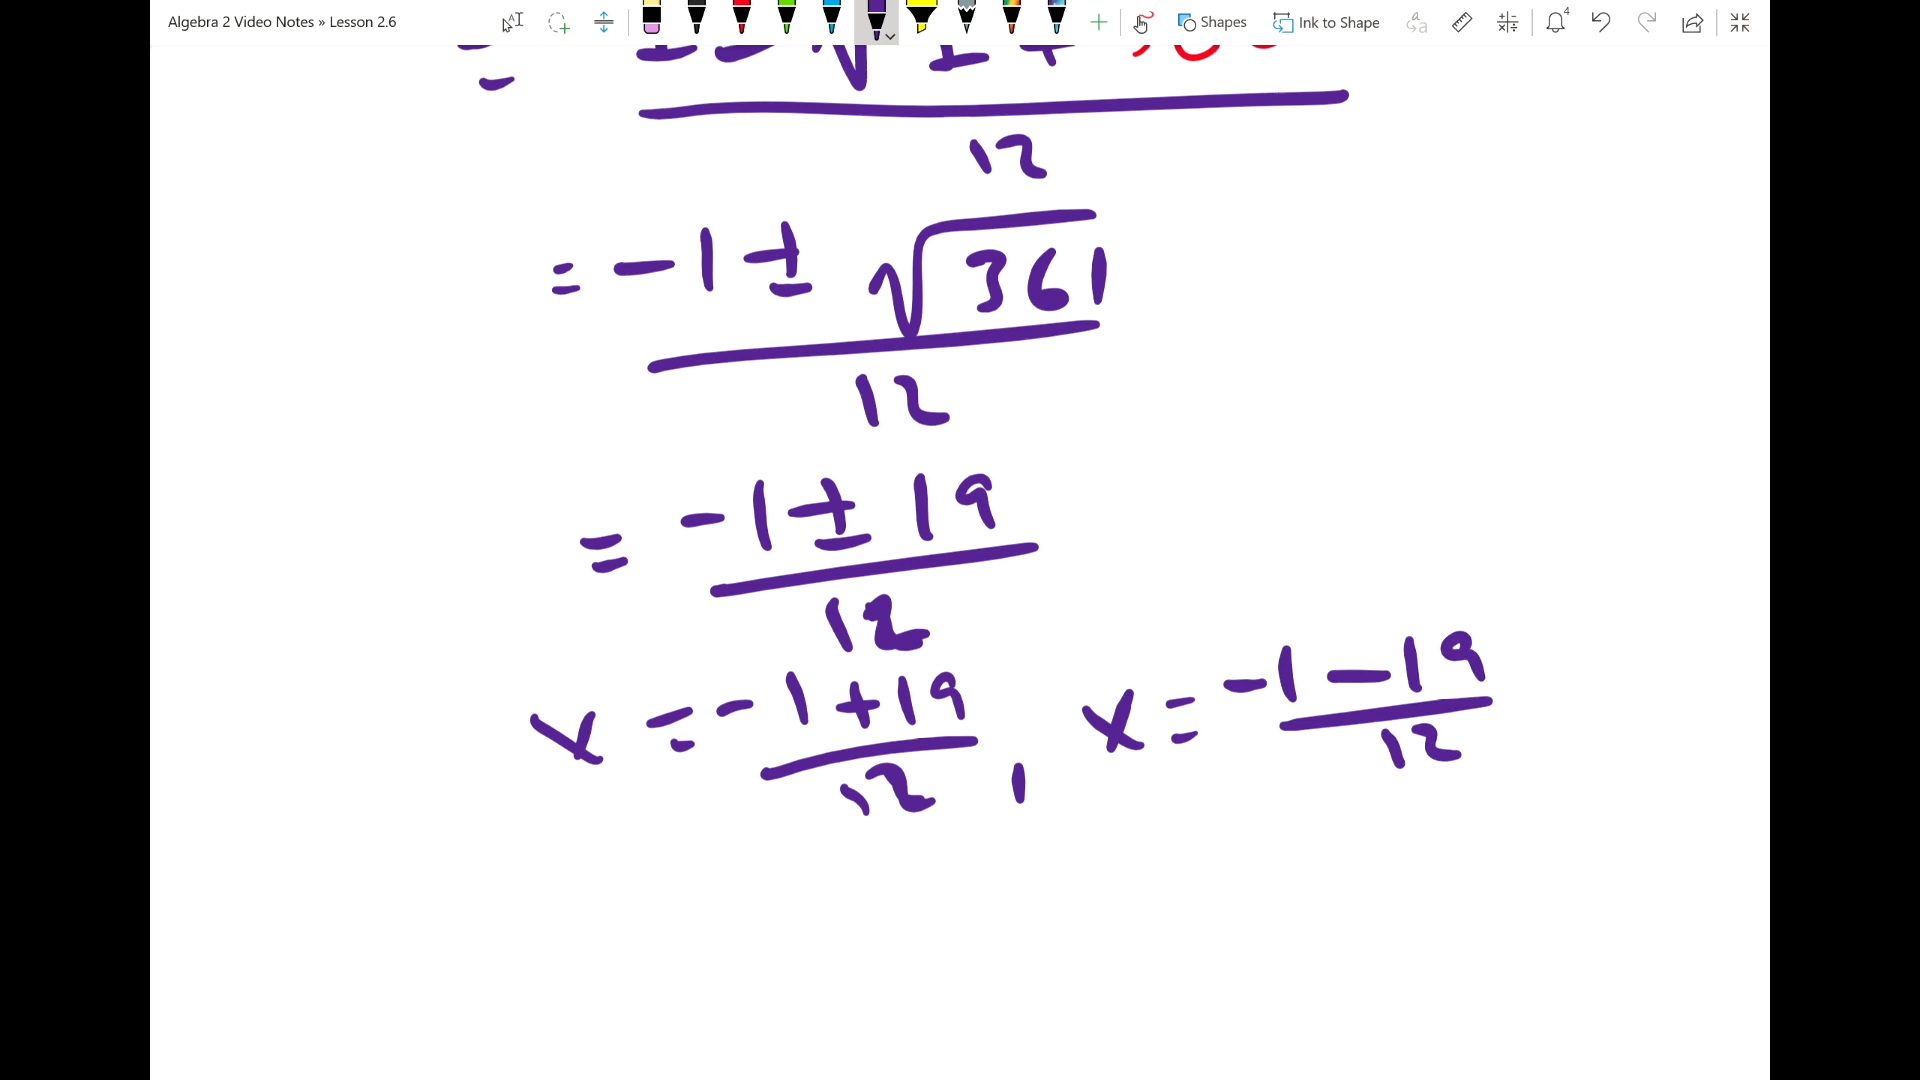 Algebra 2 Video Notes » Lesson 2.6 Shapes Ink to Shape 4
12
= -1 ± √361
12
= -1 ± 19
12
x = -1 + 19 , x = -1 - 19
12 12